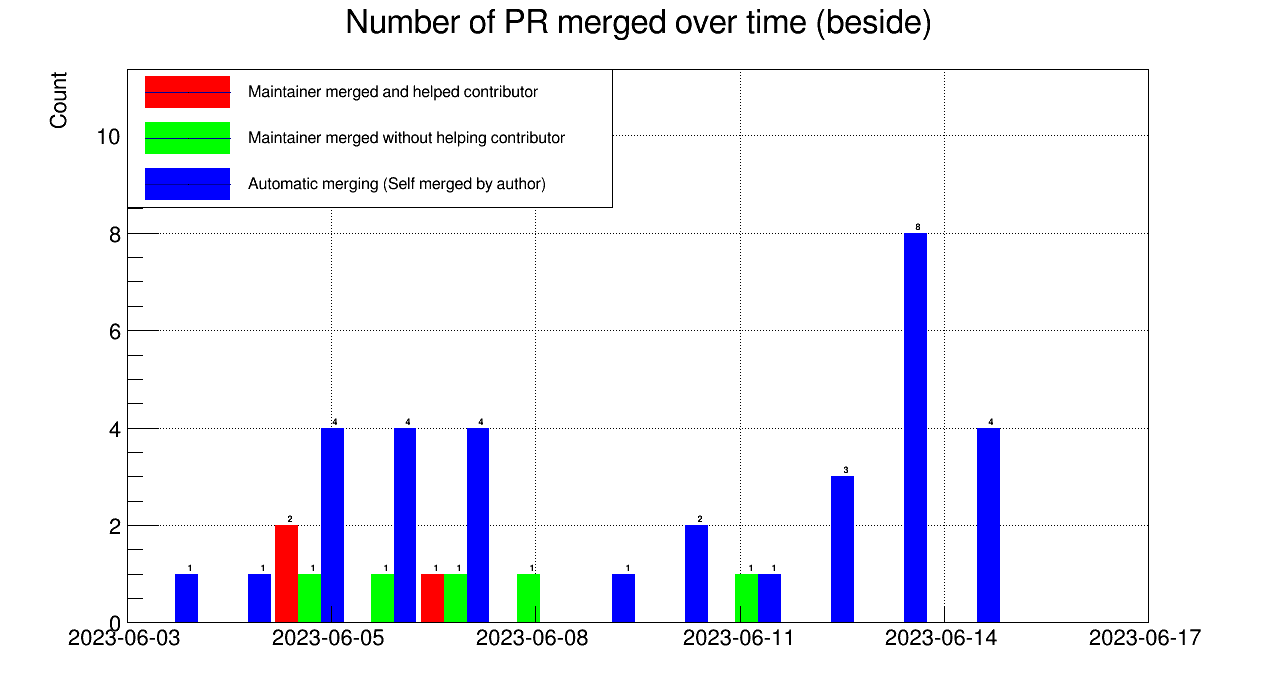 Number of PR merged over time (beside)
Count
Maintainer merged and helped contributor
Maintainer merged without helping contributor
Automatic merging (Self merged by author)
10
8
6
4
2
0
1 1 2 1 4 1 4 1 1 4 1 1 2 1 1 3 8 4
2023-06-03 2023-06-05 2023-06-08 2023-06-11 2023-06-14 2023-06-17